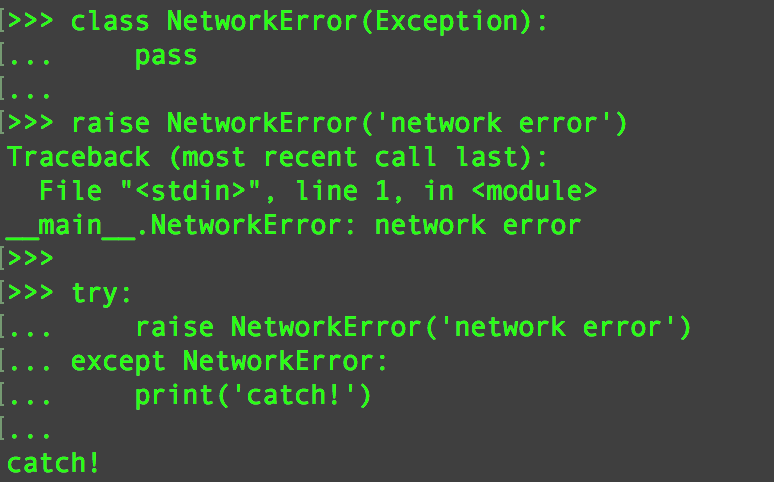 >>> class NetworkError(Exception):
...     pass
...
>>> raise NetworkError('network error')
Traceback (most recent call last):
  File "<stdin>", line 1, in <module>
__main__.NetworkError: network error
>>>
>>> try:
...     raise NetworkError('network error')
... except NetworkError:
...     print('catch!')
...
catch!